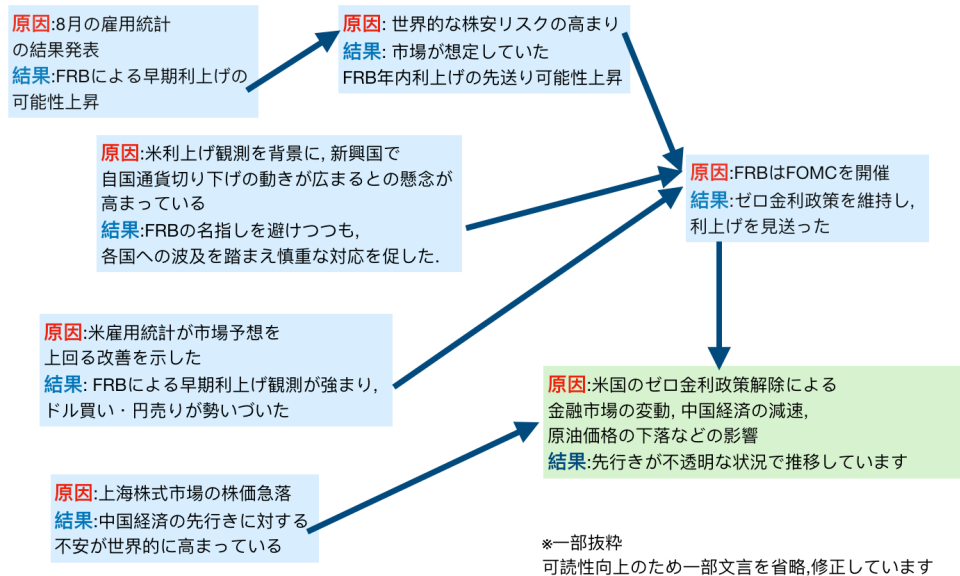 原因:8月の雇用統計
の結果発表
結果:FRBによる早期利上げの
可能性上昇
原因: 世界的な株安リスクの高まり
結果: 市場が想定していた
FRB年内利上げの先送り可能性上昇
原因:米利上げ観測を背景に, 新興国で
自国通貨切り下げの動きが広まるとの懸念が
高まっている
結果:FRBの名指しを避けつつも,
各国への波及を踏まえ慎重な対応を促した.
原因:FRBはFOMCを開催
結果:ゼロ金利政策を維持し,
利上げを見送った
原因:米雇用統計が市場予想を
上回る改善を示した
結果: FRBによる早期利上げ観測が強まり,
ドル買い・円売りが勢いづいた
原因:米国のゼロ金利政策解除による
金融市場の変動, 中国経済の減速,
原油価格の下落などの影響
結果:先行きが不透明な状況で推移しています
原因:上海株式市場の株価急落
結果:中国経済の先行きに対する
不安が世界的に高まっている
※一部抜粋
可読性向上のため一部文言を省略,修正しています